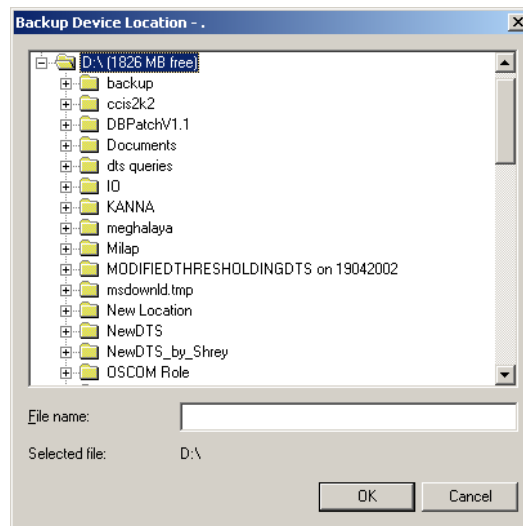 Backup Device Location - .
D:\ (1826 MB free)
backup
ccis2k2
DBPatchV1.1
Documents
dts queries
IO
KANNA
meghalaya
Milap
MODIFIEDTHRESHOLDINGDTS on 19042002
msdownld.tmp
New Location
NewDTS
NewDTS_by_Shrey
OSCOM Role
File name:
Selected file: D:\
OK Cancel